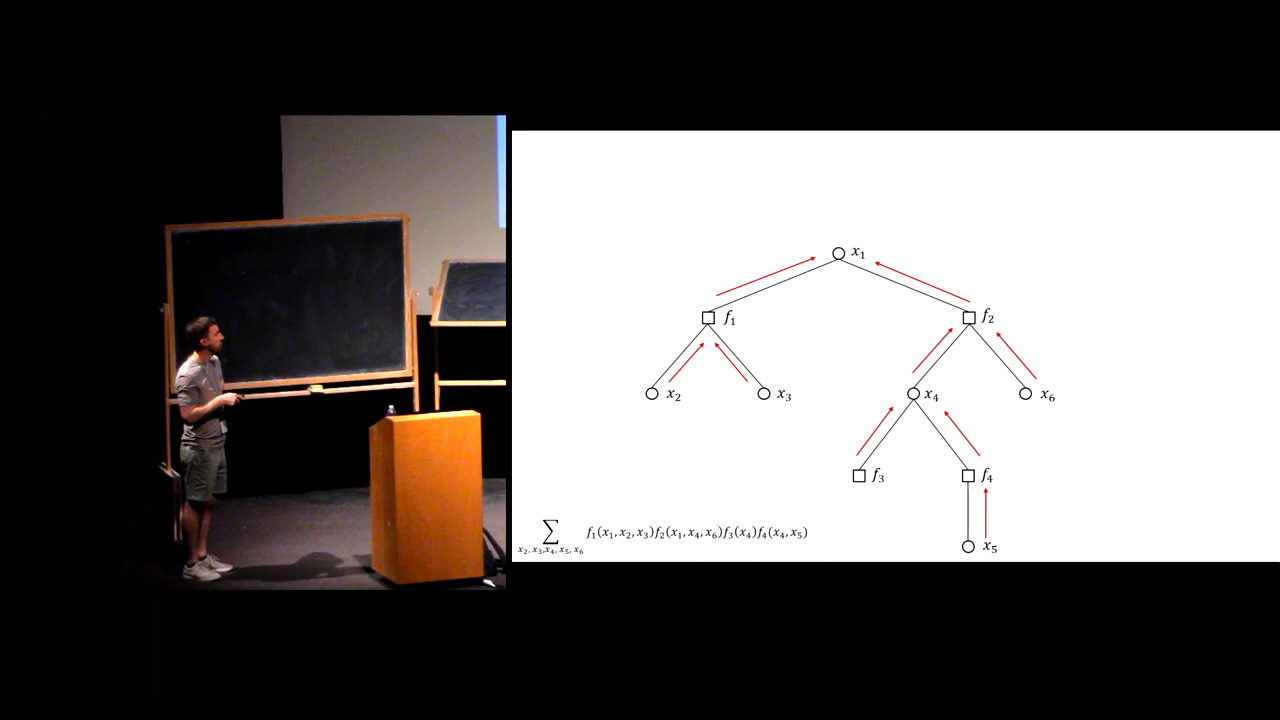 x₁
f₁
f₂
x₂
x₃
x₄
x₆
f₃
f₄
∑ f₁(x₁, x₂, x₃)f₂(x₁, x₄, x₆)f₃(x₄)f₄(x₄, x₅)
x₂, x₃,x₄, x₅, x₆
x₅